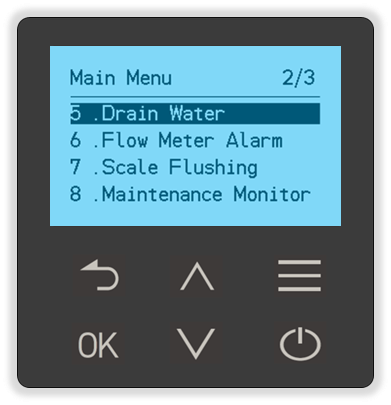 Main Menu 2/3
5 .Drain Water
6 .Flow Meter Alarm
7 .Scale Flushing
8 .Maintenance Monitor
OK